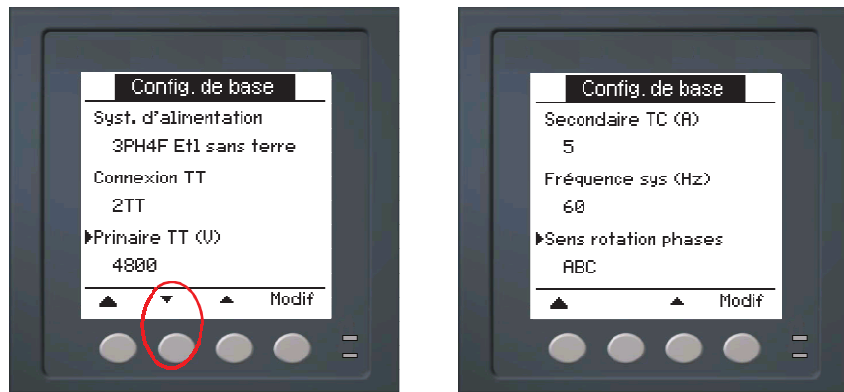 Config. de base
Syst. d'alimentation
3PH4F Etl sans terre
Connexion TT
2TT
▶Primaire TT (V)
4800
▲ ▼ ▲ Modif
Config. de base
Secondaire TC (A)
5
Fréquence sys (Hz)
60
▶Sens rotation phases
ABC
▲ ▲ Modif